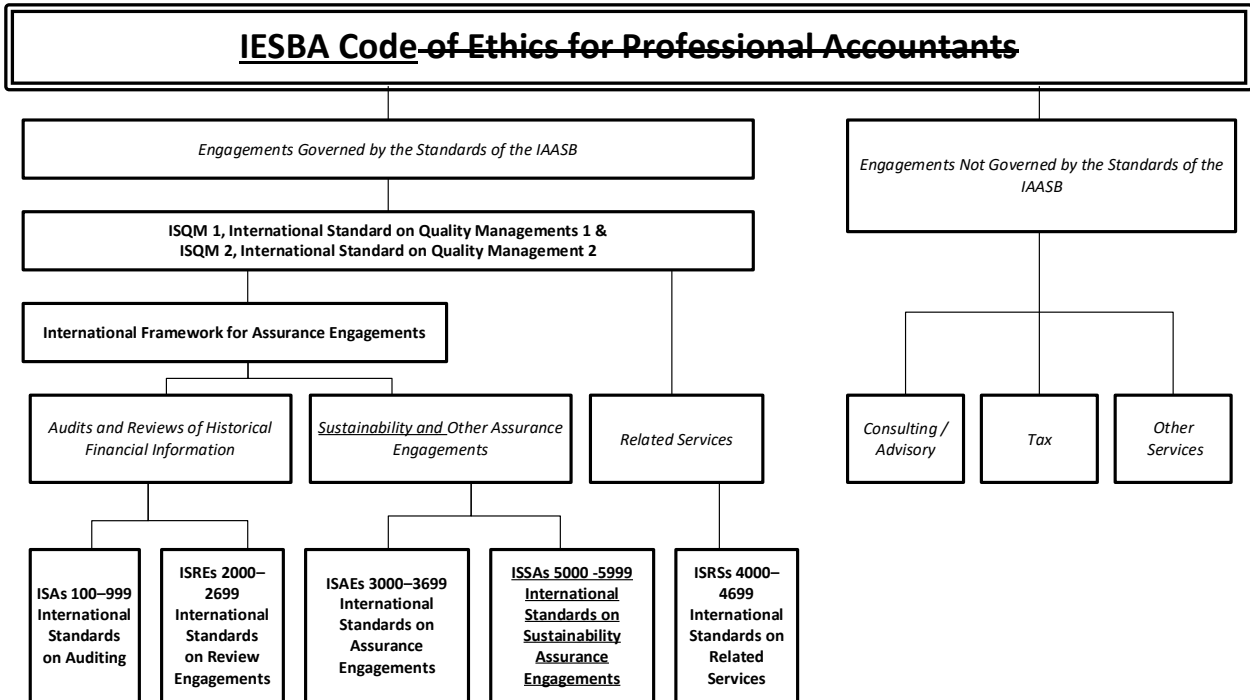 IESBA Code of Ethics for Professional Accountants
Engagements Governed by the Standards of the IAASB
Engagements Not Governed by the Standards of the
IAASB
ISQM 1, International Standard on Quality Managements 1 &
ISQM 2, International Standard on Quality Management 2
International Framework for Assurance Engagements
Audits and Reviews of Historical
Financial Information
Sustainability and Other Assurance
Engagements
Related Services
Consulting /
Advisory
Tax
Other
Services
ISAs 100–999
International
Standards
on Auditing
ISREs 2000–
2699
International
Standards
on Review
Engagements
ISAEs 3000–3699
International
Standards on
Assurance
Engagements
ISSAs 5000 -5999
International
Standards on
Sustainability
Assurance
Engagements
ISRSs 4000–
4699
International
Standards on
Related
Services